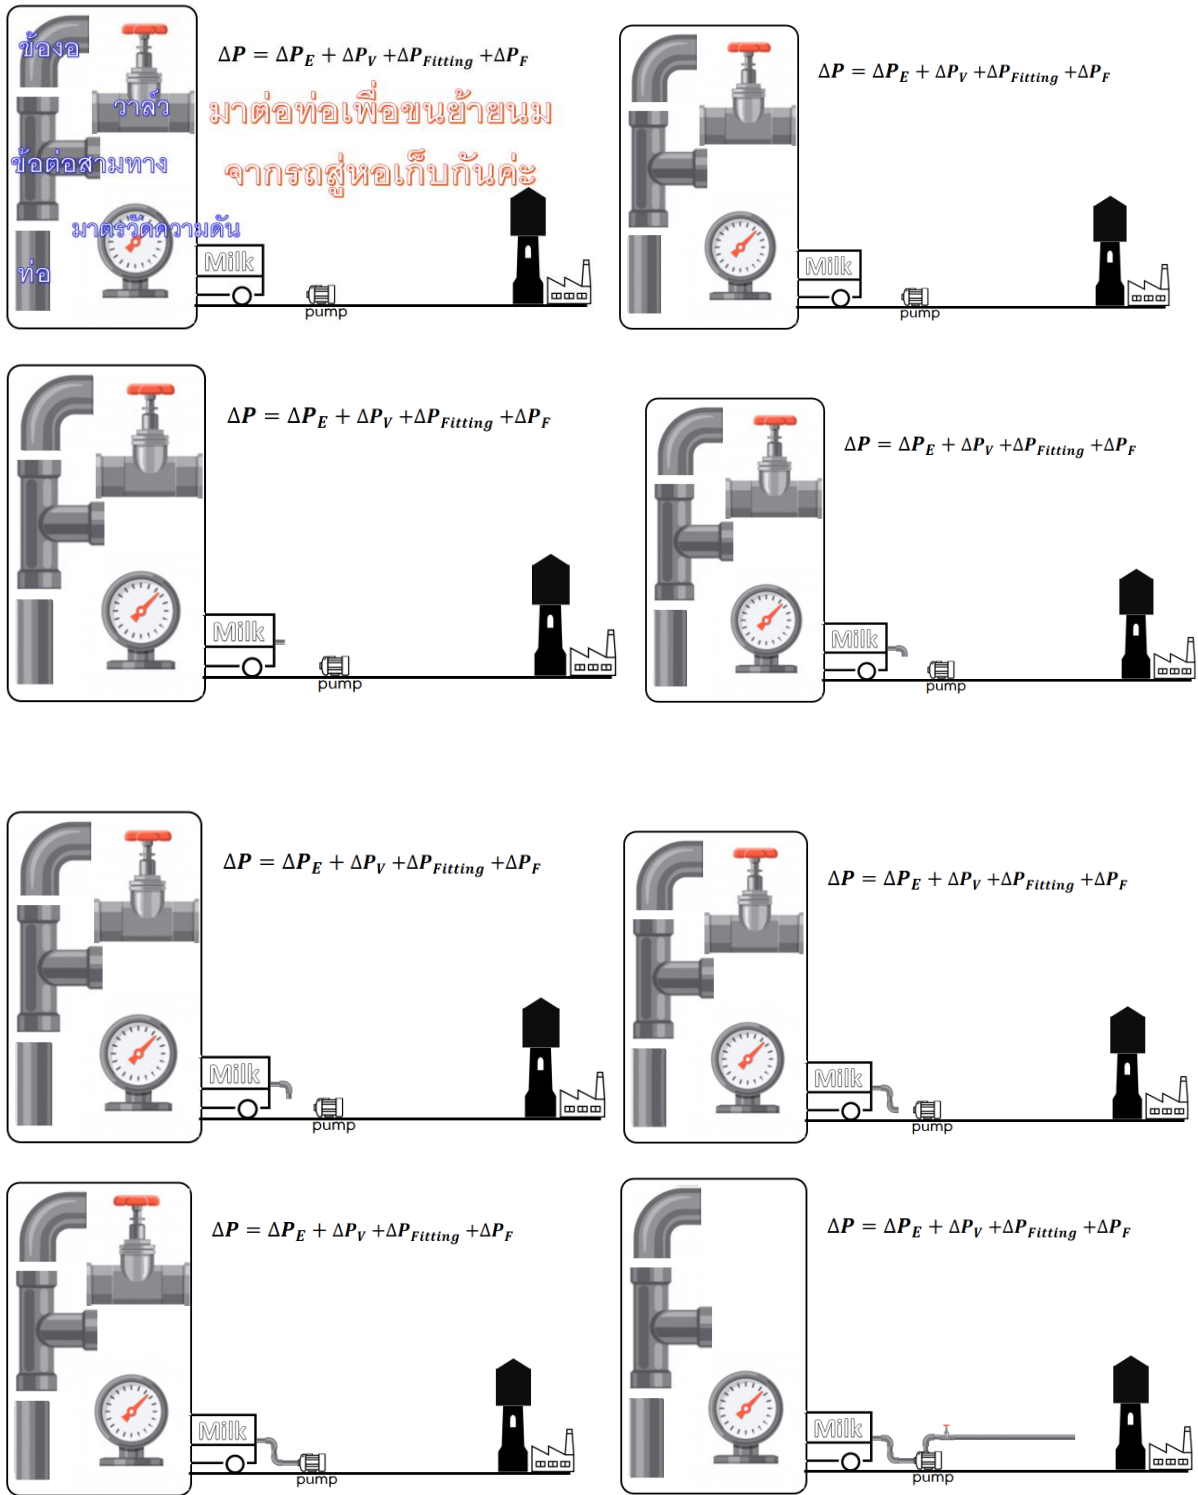 ข้องอ
วาล์ว
ข้อต่อสามทาง
มาตรวัดความดัน
ท่อ
ΔP = ΔP_E + ΔP_V +ΔP_Fitting +ΔP_F
มาต่อท่อเพื่อขนย้ายนม
จากรถสู่หอเก็บกันค่ะ
Milk
pump
ΔP = ΔP_E + ΔP_V +ΔP_Fitting +ΔP_F
Milk
pump
ΔP = ΔP_E + ΔP_V +ΔP_Fitting +ΔP_F
Milk
pump
ΔP = ΔP_E + ΔP_V +ΔP_Fitting +ΔP_F
Milk
pump
ΔP = ΔP_E + ΔP_V +ΔP_Fitting +ΔP_F
Milk
pump
ΔP = ΔP_E + ΔP_V +ΔP_Fitting +ΔP_F
Milk
pump
ΔP = ΔP_E + ΔP_V +ΔP_Fitting +ΔP_F
Milk
pump
ΔP = ΔP_E + ΔP_V +ΔP_Fitting +ΔP_F
Milk
pump